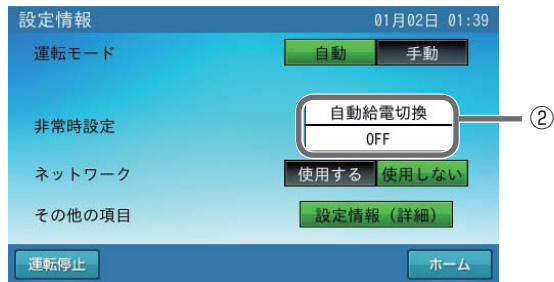 設定情報 01月02日 01:39
運転モード 自動 手動
非常時設定 自動給電切換
OFF
②
ネットワーク 使用する 使用しない
その他の項目 設定情報（詳細）
運転停止 ホーム